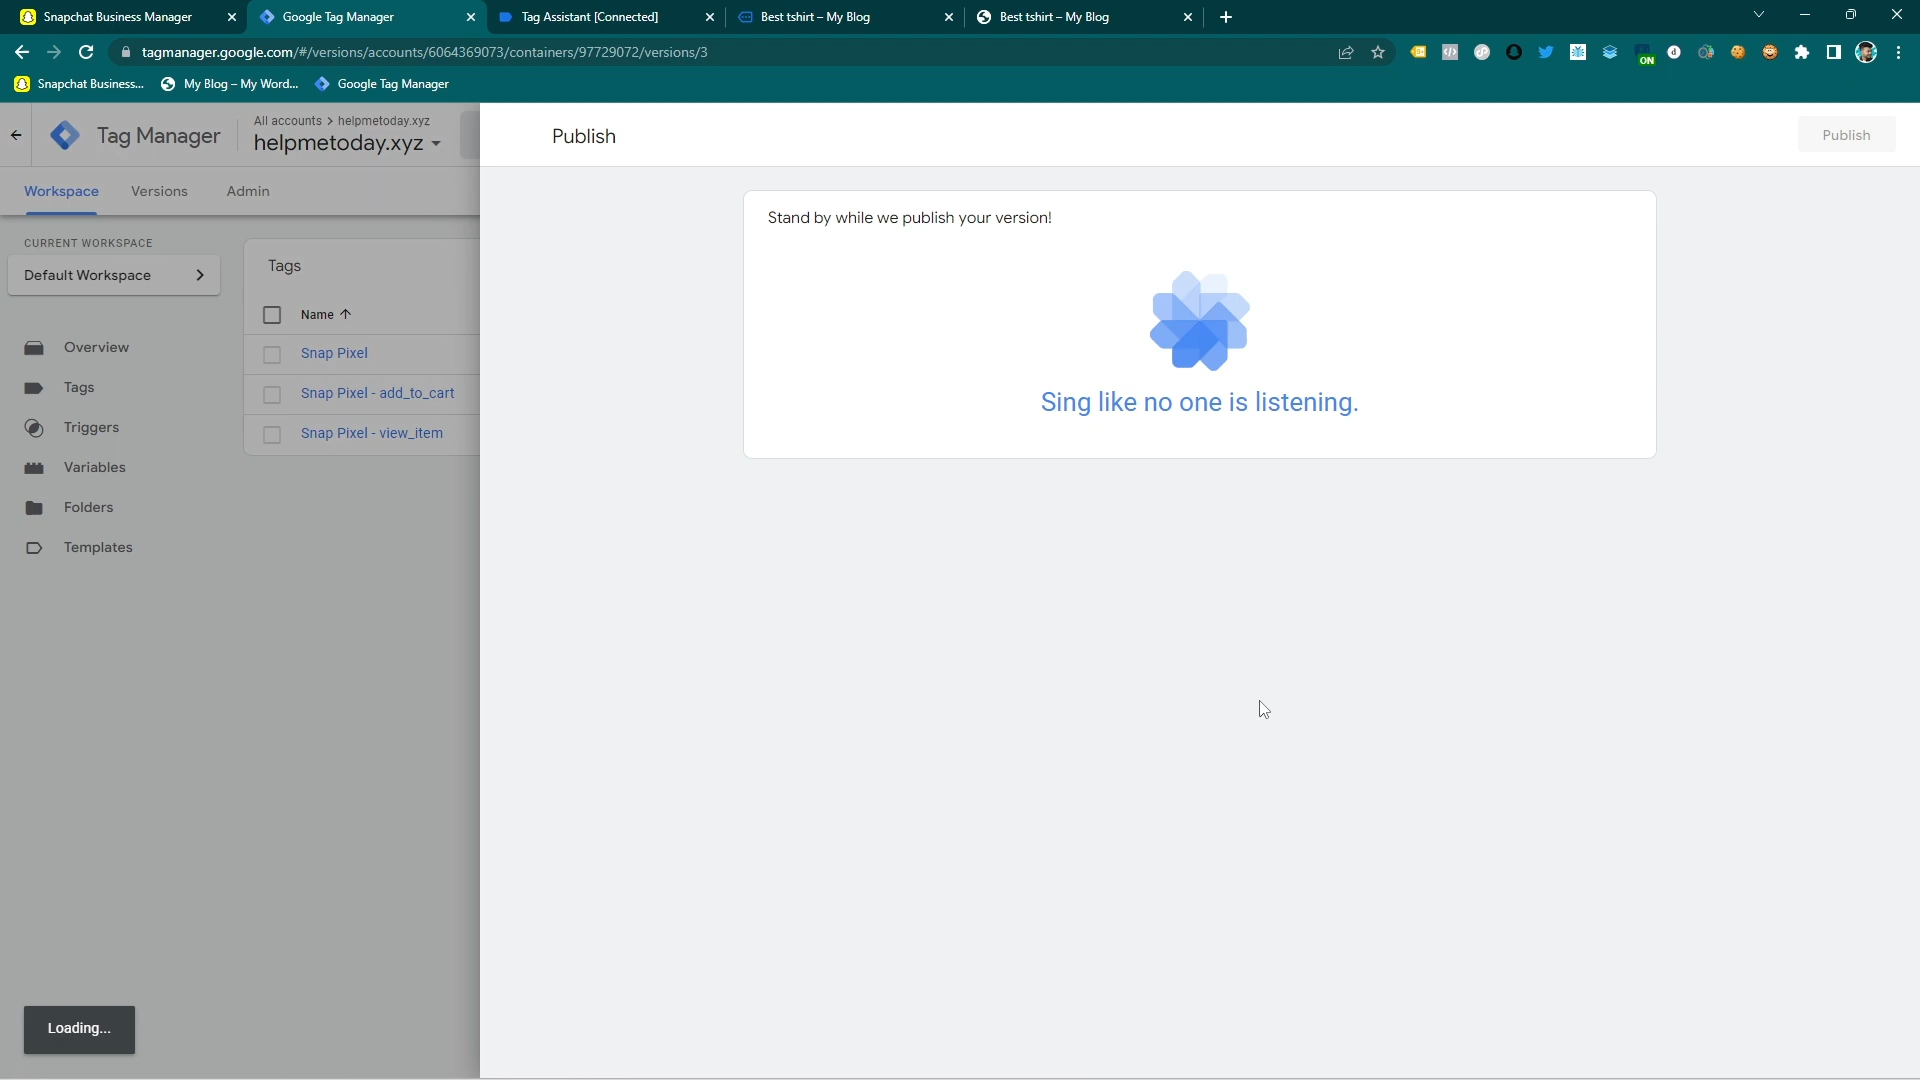 Snapchat Business Manager
Google Tag Manager
Tag Assistant [Connected]
Best tshirt – My Blog
Best tshirt – My Blog
tagmanager.google.com/#/versions/accounts/6064369073/containers/97729072/versions/3
ON
Snapchat Business...
My Blog – My Word...
Google Tag Manager
Tag Manager
All accounts > helpmetoday.xyz
helpmetoday.xyz
Publish
Publish
Workspace
Versions
Admin
Stand by while we publish your version!
CURRENT WORKSPACE
Default Workspace
Tags
Name
Overview
Snap Pixel
Tags
Snap Pixel - add_to_cart
Sing like no one is listening.
Triggers
Snap Pixel - view_item
Variables
Folders
Templates
Loading...